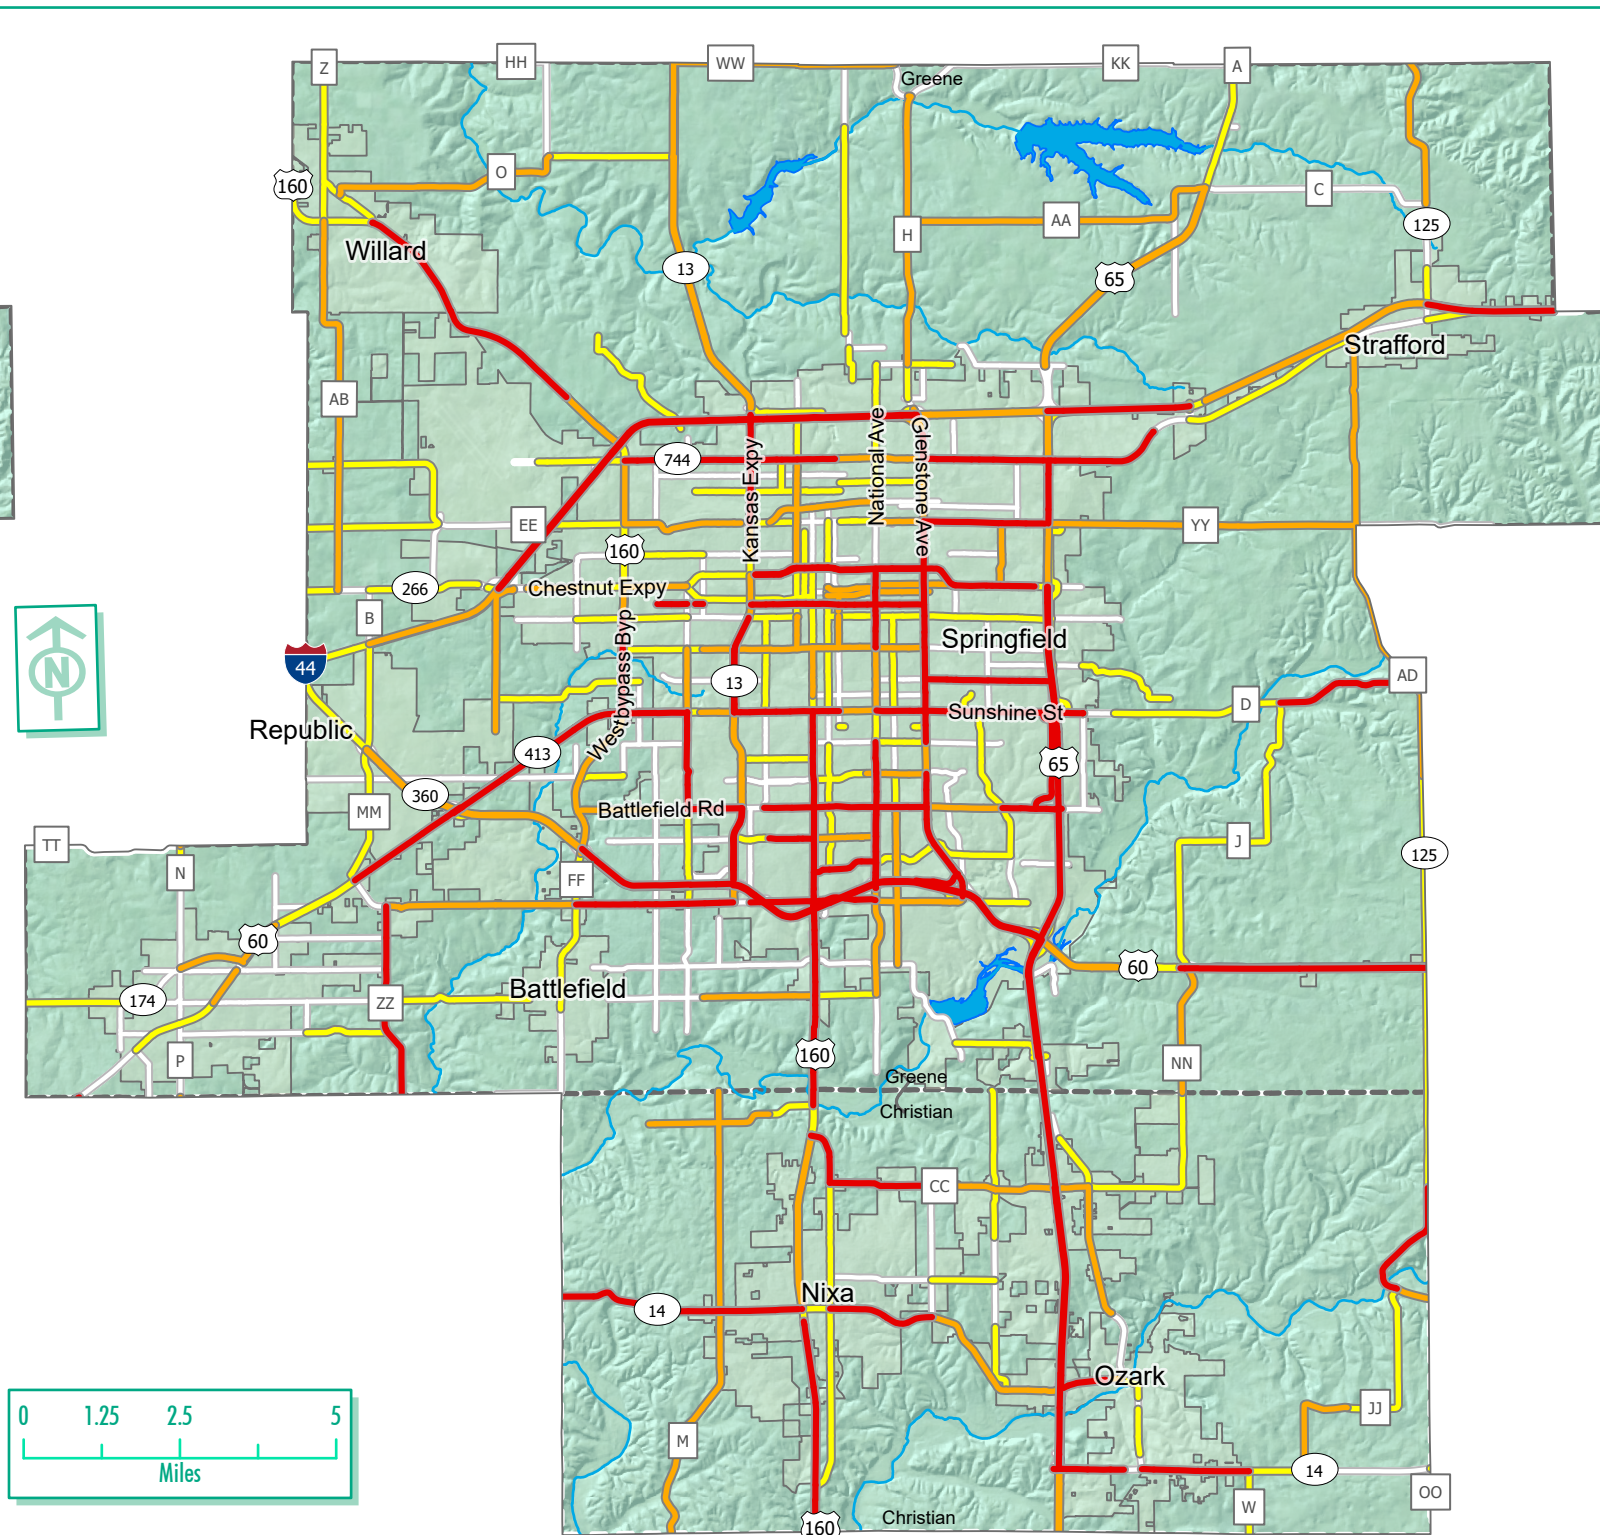 Z
HH
WW
KK
A
Greene
160
O
C
Willard
H
AA
125
13
65
Strafford
AB
National Ave
Glenstone Ave
Kansas Expy
744
EE
YY
160
266
Chestnut Expy
B
Westbypass Byp
Springfield
44
N
13
AD
D
Sunshine St
Republic
413
65
360
Battlefield Rd
MM
TT
J
125
N
FF
60
60
174
ZZ
Battlefield
160
P
NN
Greene
Christian
CC
Nixa
14
Ozark
0 1.25 2.5 5
Miles
JJ
M
14
OO
W
Christian
160